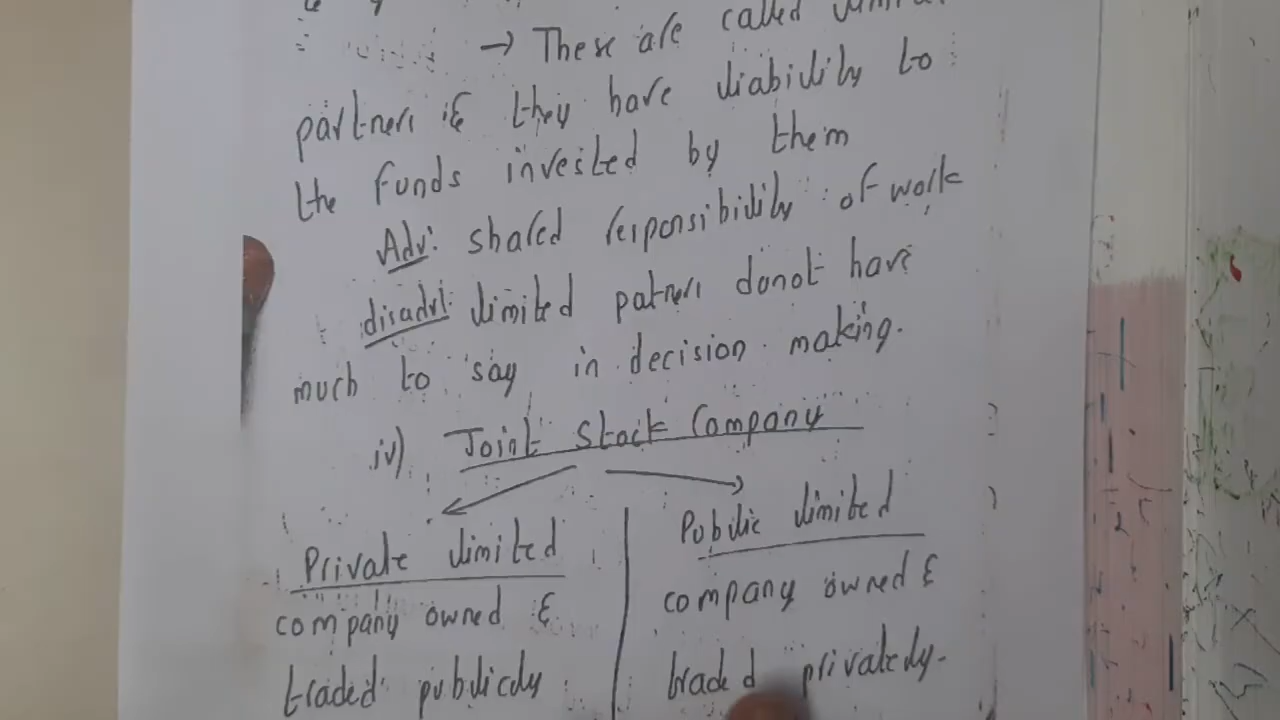 → These are called
partners if they have liability to
the funds invested by them
Adv: shared responsibility of work
disadv: limited patners donot have
much to say in decision making.
iv) Joint Stock Company
Private limited
company owned &
traded publicly
Public limited
company owned &
traded privately.